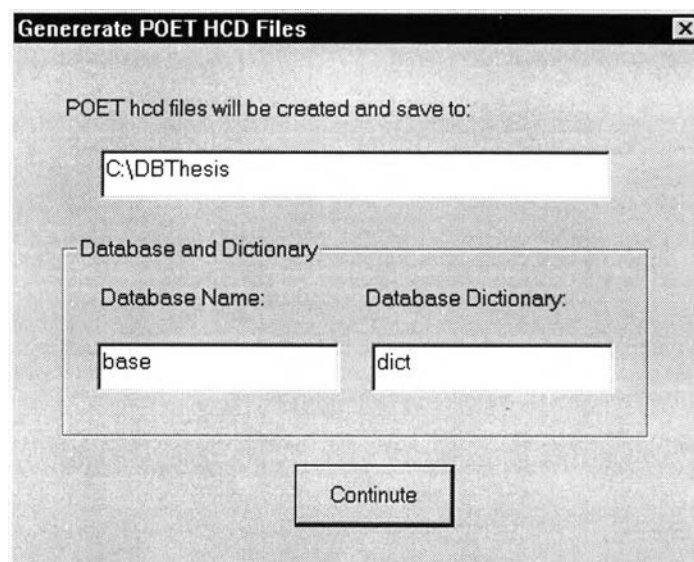 Genererate POET HCD Files
POET hcd files will be created and save to:
C:\DBThesis
Database and Dictionary
Database Name: Database Dictionary:
base dict
Continute